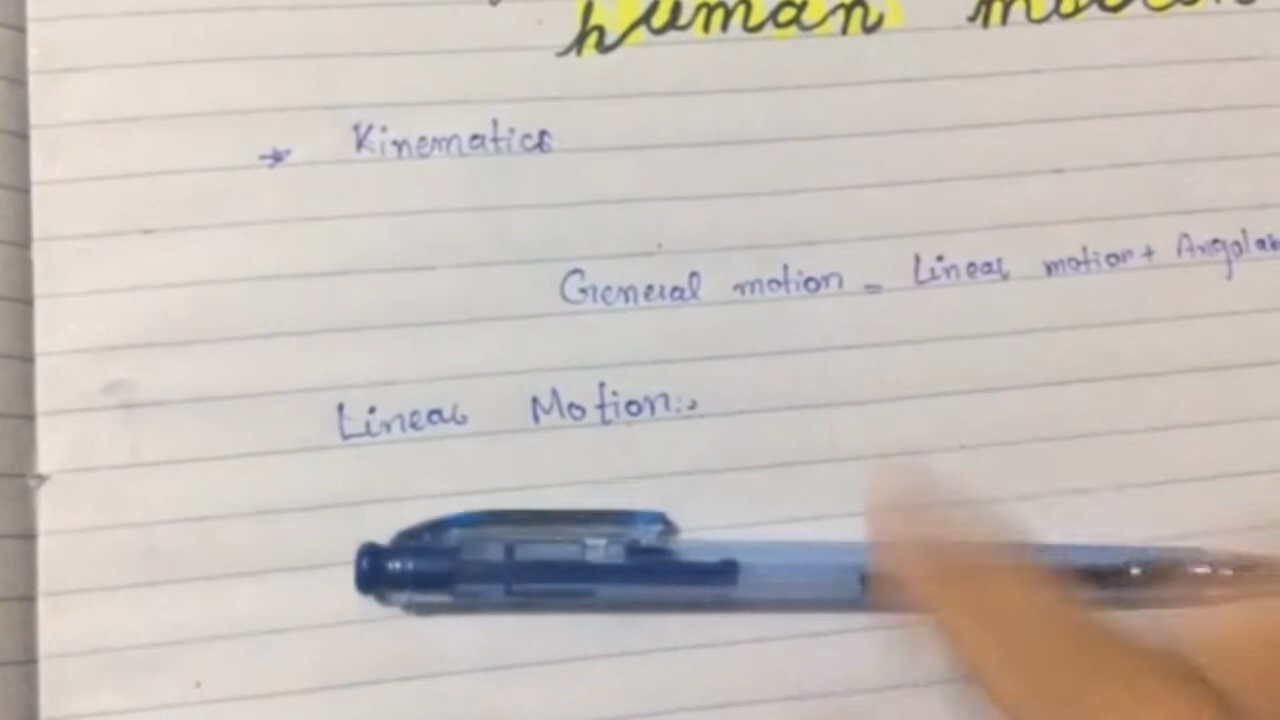 human
→ Kinematics
General motion = Linear motion + Angular
Linear Motion:-